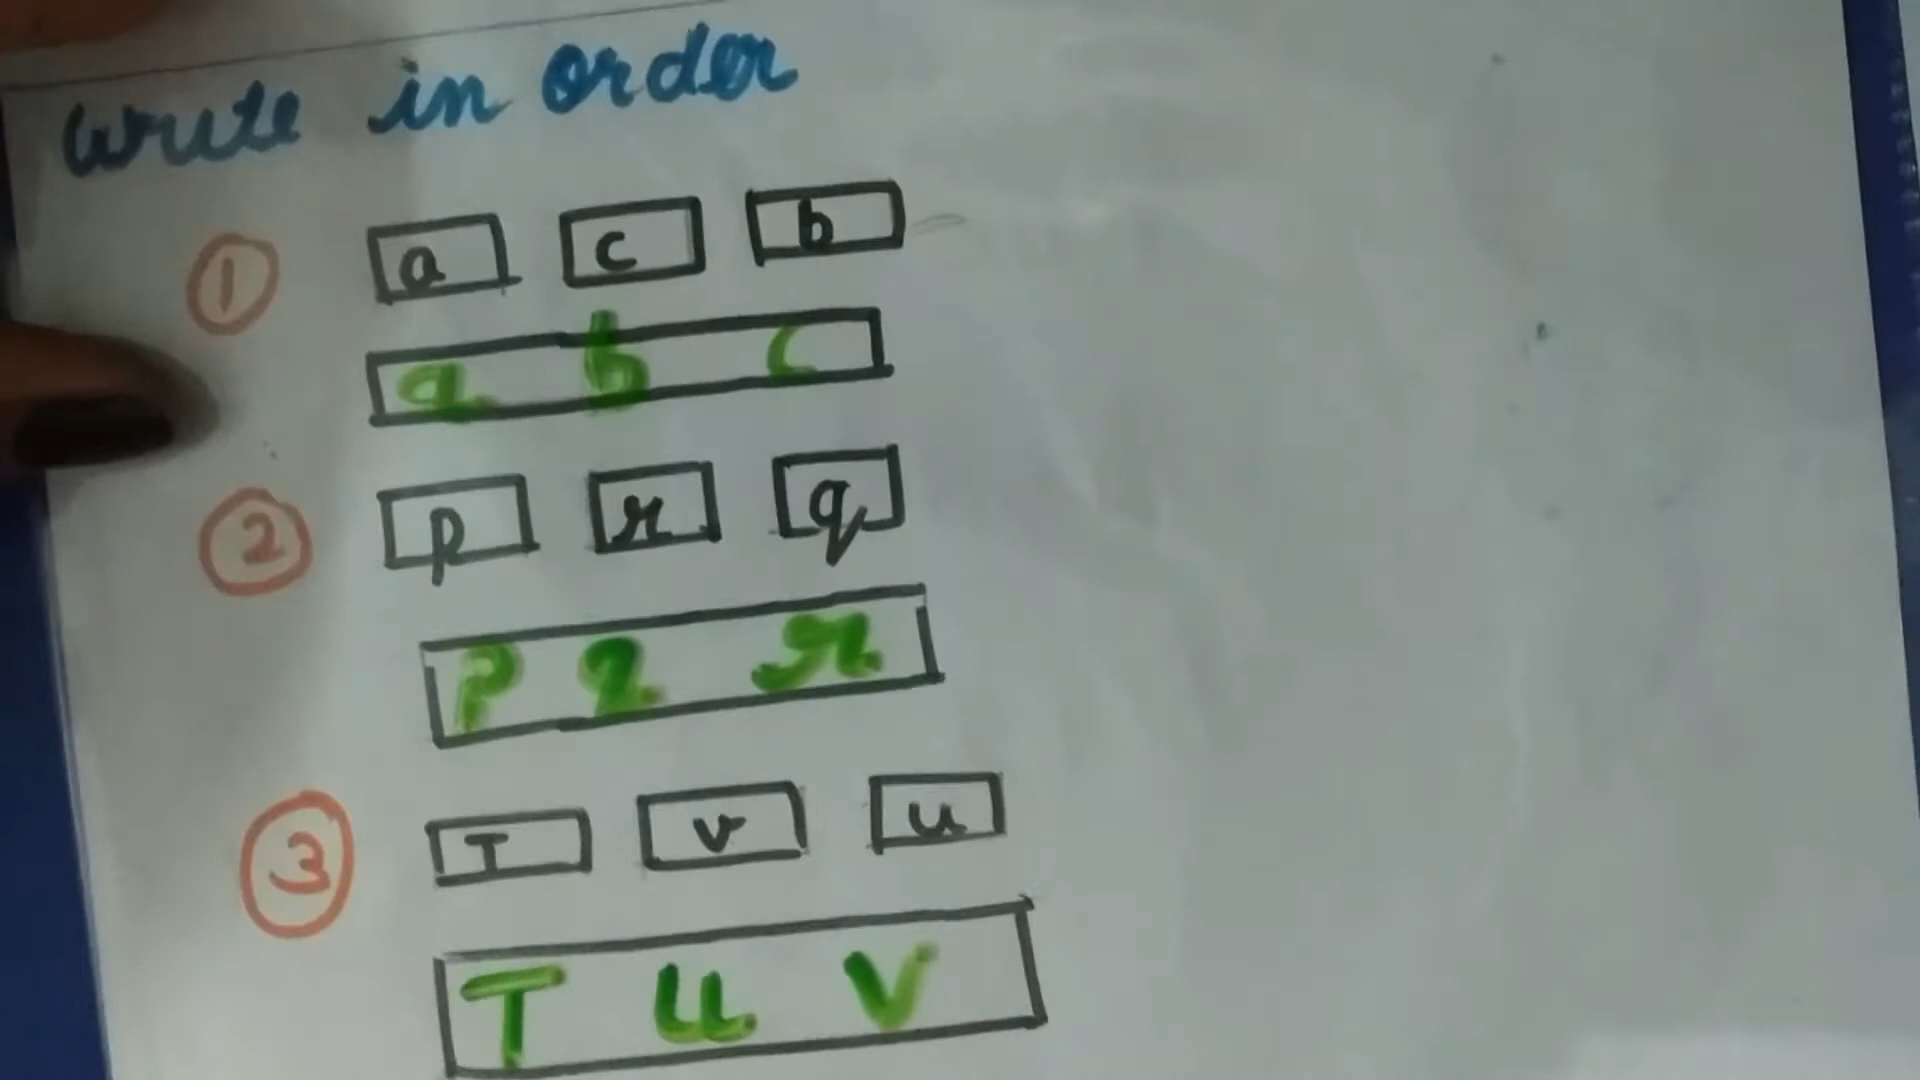 write in order
① a c b
a b c
② p r q
p q r
③ T v u
T u v